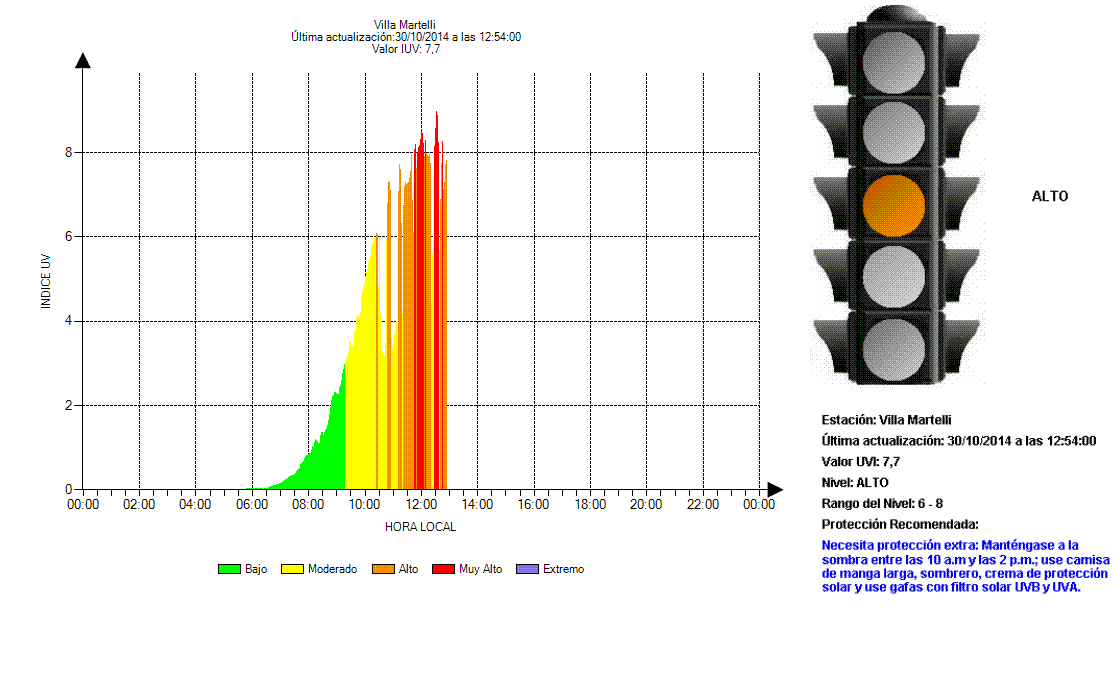 Villa Martelli
Última actualización:30/10/2014 a las 12:54:00
Valor IUV: 7,7
INDICE UV
8
6
4
2
0
00:00 02:00 04:00 06:00 08:00 10:00 12:00 14:00 16:00 18:00 20:00 22:00 00:00
HORA LOCAL
Bajo Moderado Alto Muy Alto Extremo
ALTO
Estación: Villa Martelli
Última actualización: 30/10/2014 a las 12:54:00
Valor UVI: 7,7
Nivel: ALTO
Rango del Nivel: 6 - 8
Protección Recomendada:
Necesita protección extra: Manténgase a la
sombra entre las 10 a.m y las 2 p.m.; use camisa
de manga larga, sombrero, crema de protección
solar y use gafas con filtro solar UVB y UVA.